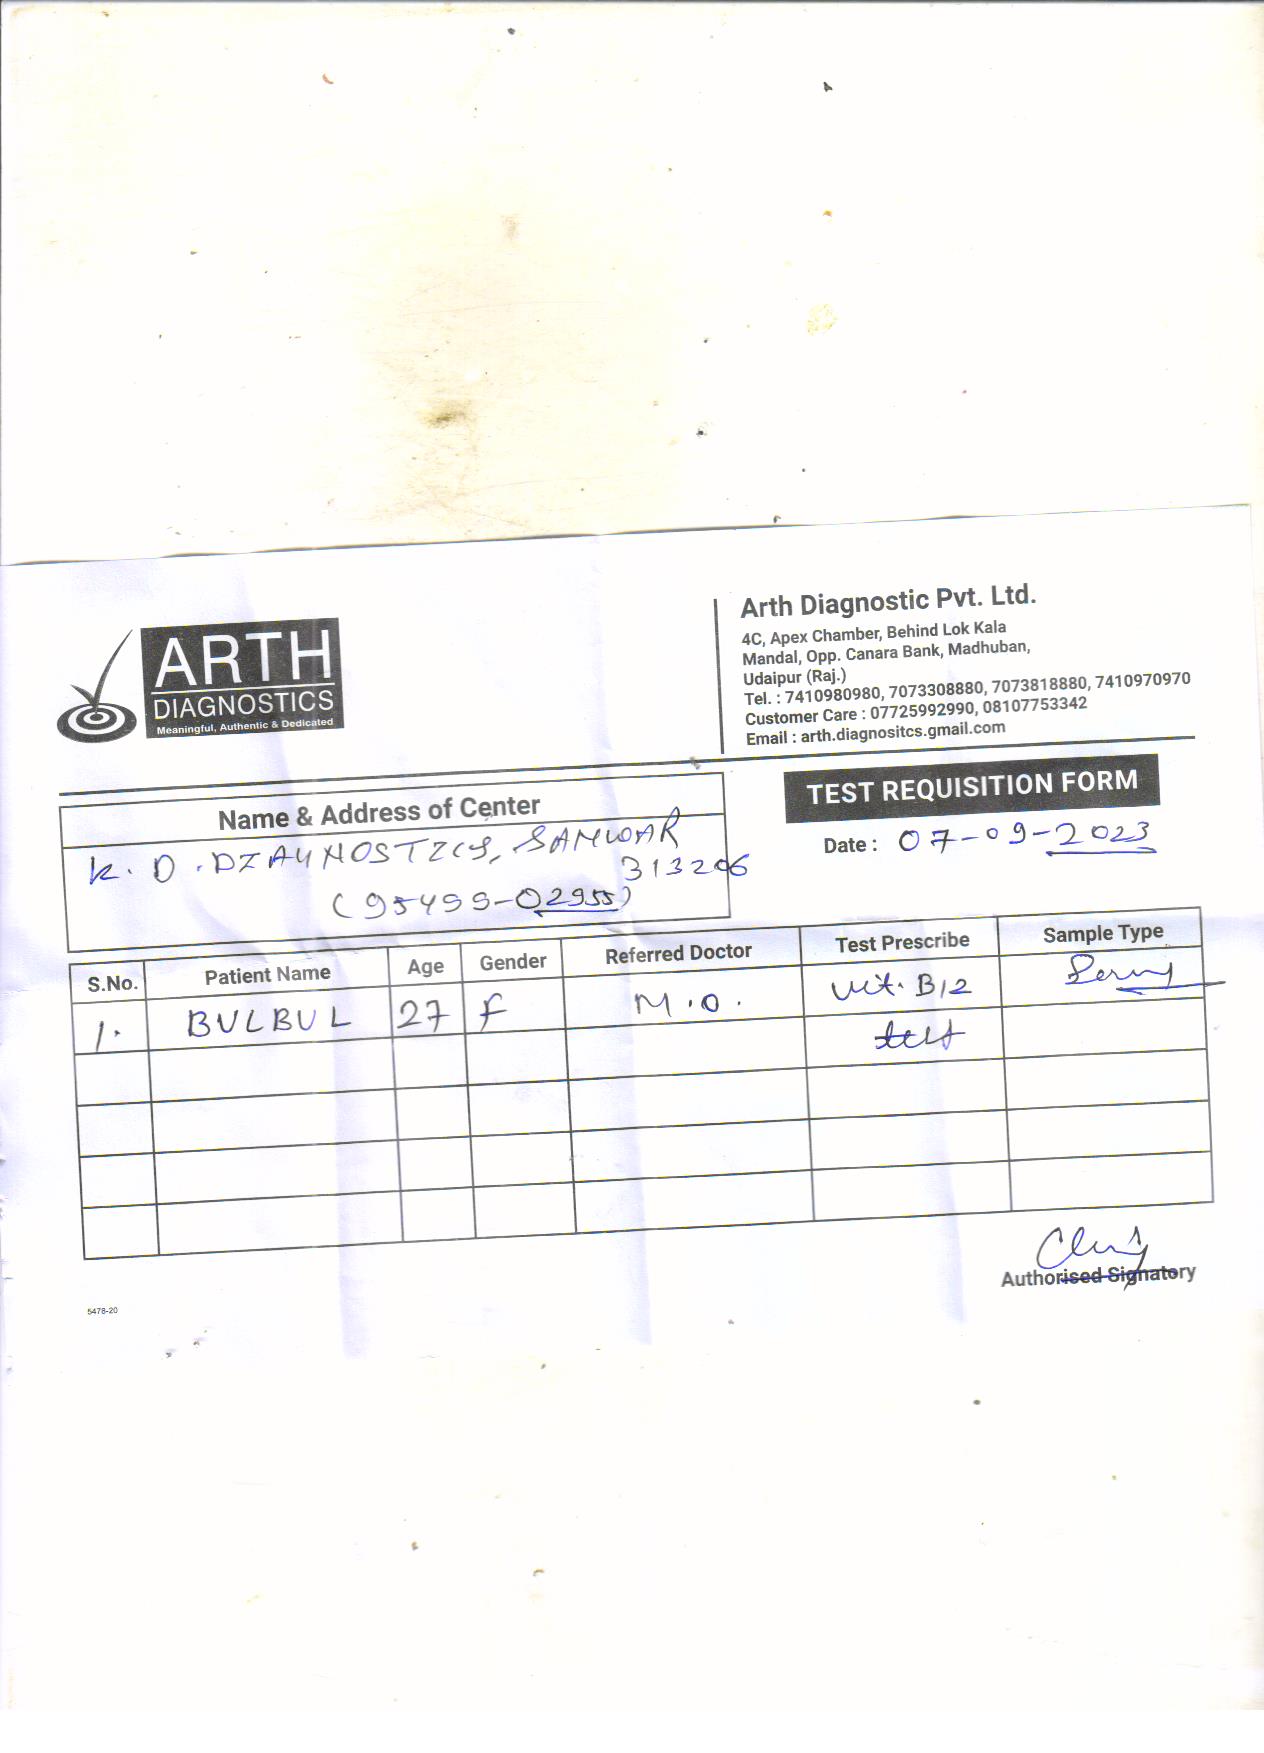 ARTH
DIAGNOSTICS
Meaningful, Authentic & Dedicated
Arth Diagnostic Pvt. Ltd.
4C, Apex Chamber, Behind Lok Kala
Mandal, Opp. Canara Bank, Madhuban,
Udaipur (Raj.)
Tel. : 7410980980, 7073308880, 7073818880, 7410970970
Customer Care : 07725992990, 08107753342
Email : arth.diagnositcs.gmail.com
TEST REQUISITION FORM
Date : 07-09-2023
Name & Address of Center
K. D. DIAGNOSTICS, SANWAR
313206
(95499-02955)
S.No. Patient Name Age Gender Referred Doctor Test Prescribe Sample Type
1. BULBUL 27 F M.O. Vit. B12 Serum
test
Authorised Signatory
5478-20